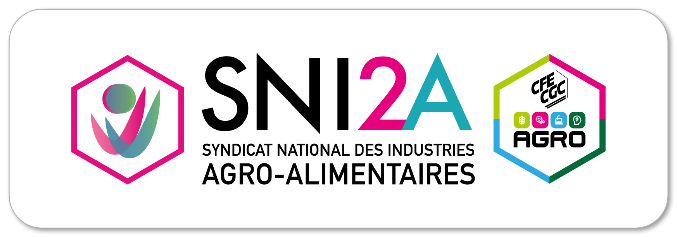 SNI2A
SYNDICAT NATIONAL DES INDUSTRIES
AGRO-ALIMENTAIRES
CFE
CGC
AGRO